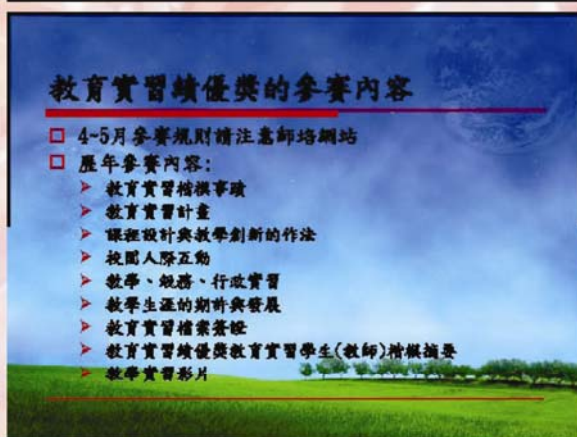 教育實習績優獎的參賽內容
4~5月參賽規則請注意師培網站
歷年參賽內容:
教育實習楷模事蹟
教育實習計畫
課程設計與教學創新的作法
校園人際互動
教學、級務、行政實習
教學生涯的期許與發展
教育實習檔案簽證
教育實習績優獎教育實習學生(教師)楷模摘要
教學實習影片